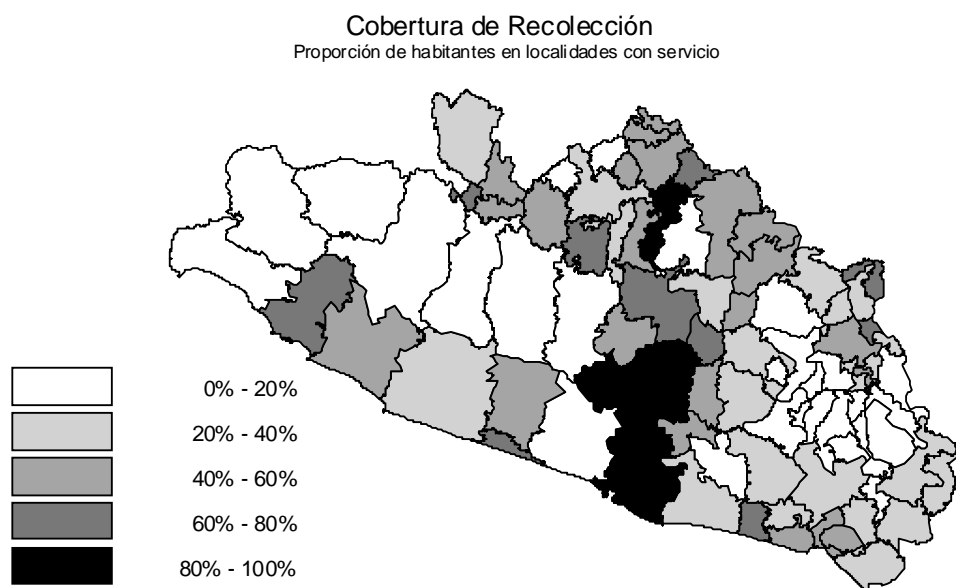 Cobertura de Recolección
Proporción de habitantes en localidades con servicio
0% - 20%
20% - 40%
40% - 60%
60% - 80%
80% - 100%